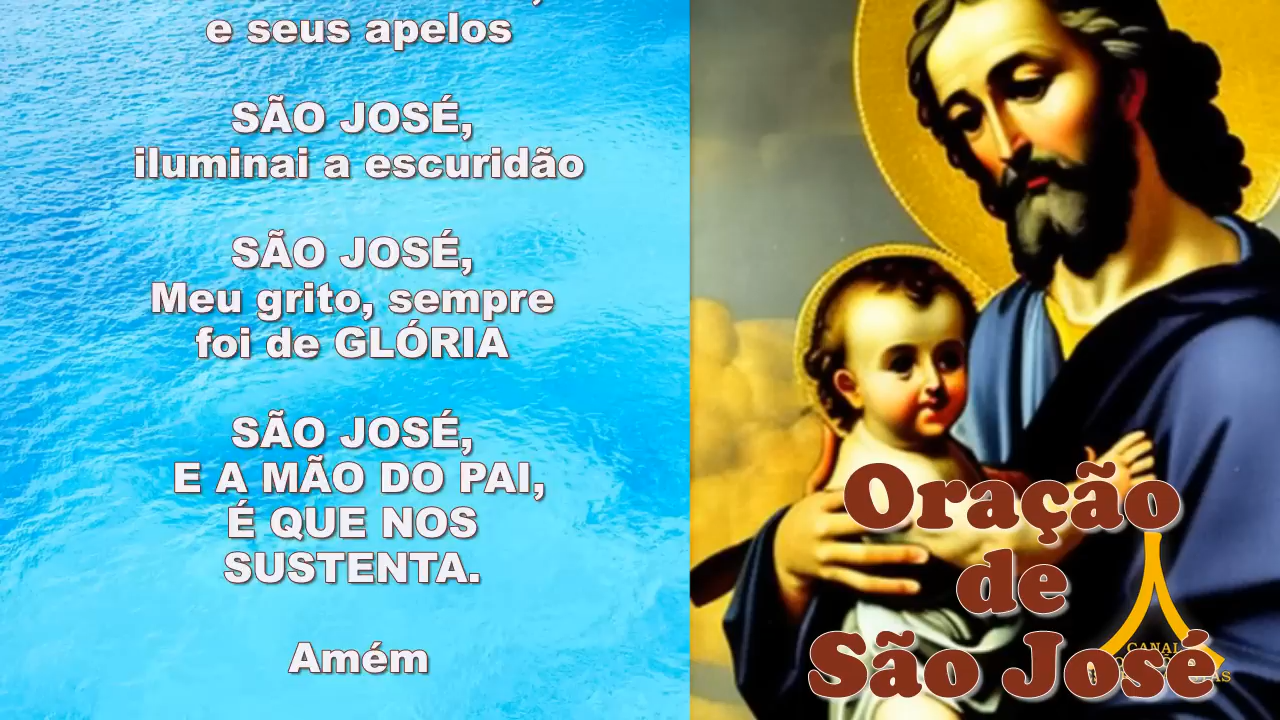 e seus apelos
SÃO JOSÉ,
iluminai a escuridão
SÃO JOSÉ,
Meu grito, sempre
foi de GLÓRIA
SÃO JOSÉ,
E A MÃO DO PAI,
É QUE NOS
SUSTENTA.
Amém
Oração
de
São José
CANAL